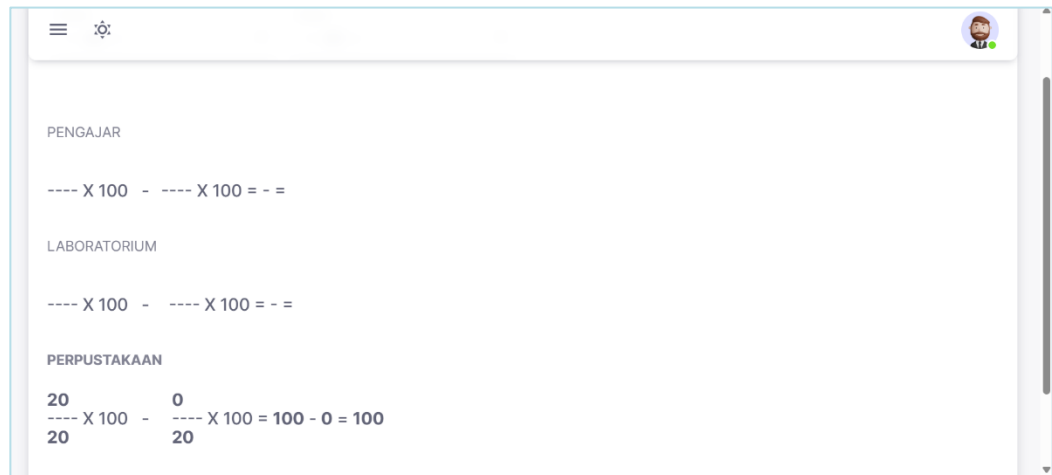 PENGAJAR
---- X 100 - ---- X 100 = - =
LABORATORIUM
---- X 100 - ---- X 100 = - =
PERPUSTAKAAN
20 0
---- X 100 - ---- X 100 = 100 - 0 = 100
20 20